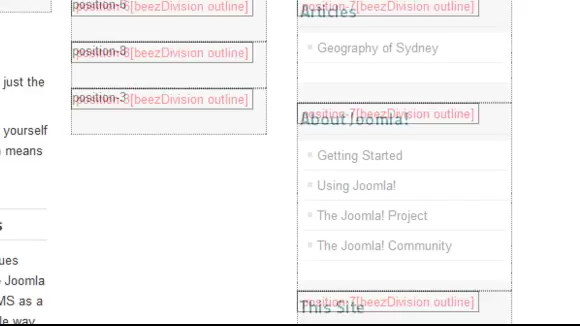 just the
yourself
means
s
ues
Joomla
MS as a
le way
position-6[beezDivision outline]
position-8[beezDivision outline]
position-3[beezDivision outline]
position-7[beezDivision outline]
Articles
Geography of Sydney
position-7[beezDivision outline]
About Joomla!
Getting Started
Using Joomla!
The Joomla! Project
The Joomla! Community
position-7[beezDivision outline]
This Site